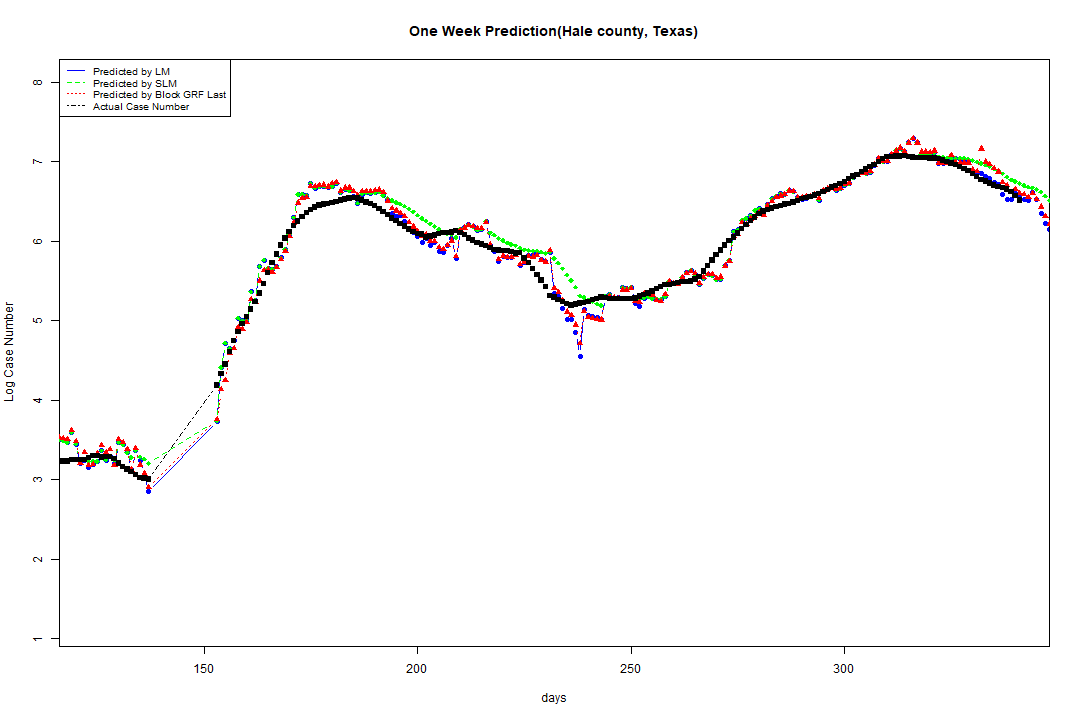 One Week Prediction(Hale county, Texas)
Predicted by LM
Predicted by SLM
Predicted by Block GRF Last
Actual Case Number
8
7
6
5
4
3
2
1
Log Case Number
150 200 250 300
days